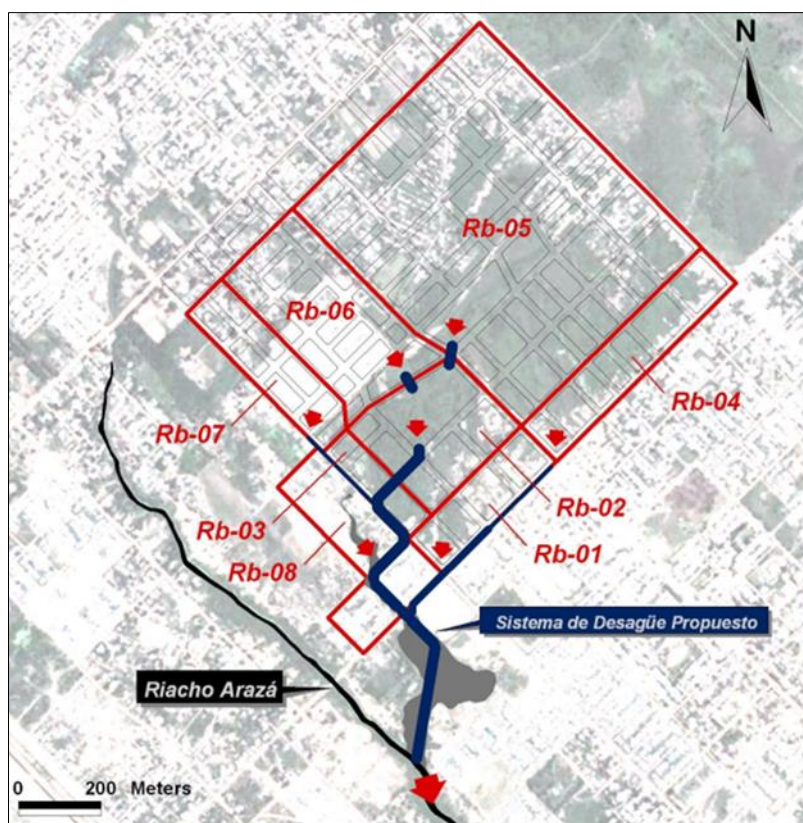 N
Rb-05
Rb-06
Rb-04
Rb-07
Rb-02
Rb-03
Rb-01
Rb-08
Sistema de Desagüe Propuesto
Riacho Arazá
0 200 Meters